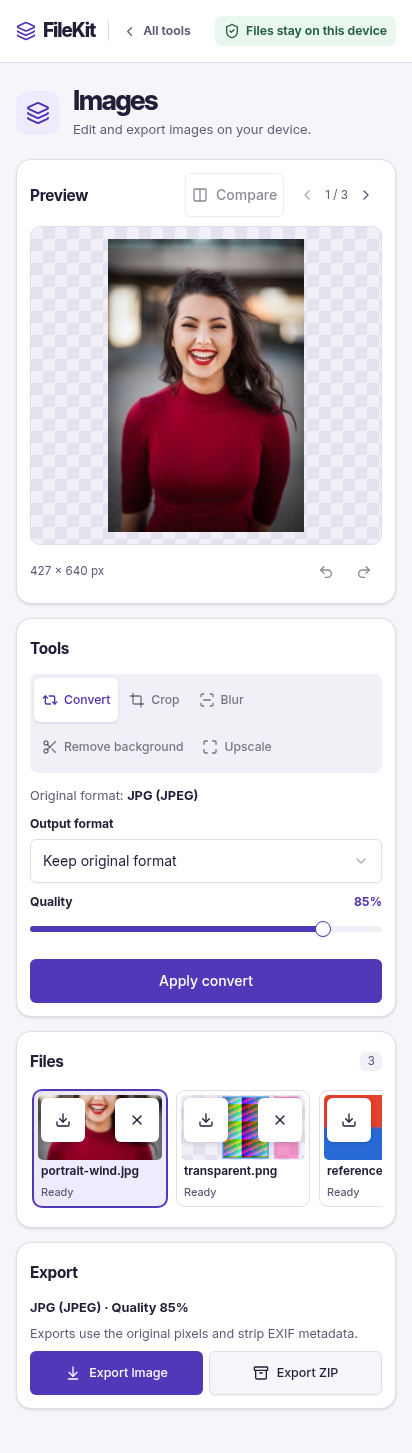 FileKit
All tools
Files stay on this device
Images
Edit and export images on your device.
Preview
Compare
1 / 3
427 × 640 px
Tools
Convert
Crop
Blur
Remove background
Upscale
Original format: JPG (JPEG)
Output format
Keep original format
Quality
85%
Apply convert
Files
3
portrait-wind.jpg
Ready
transparent.png
Ready
reference
Ready
Export
JPG (JPEG) · Quality 85%
Exports use the original pixels and strip EXIF metadata.
Export image
Export ZIP